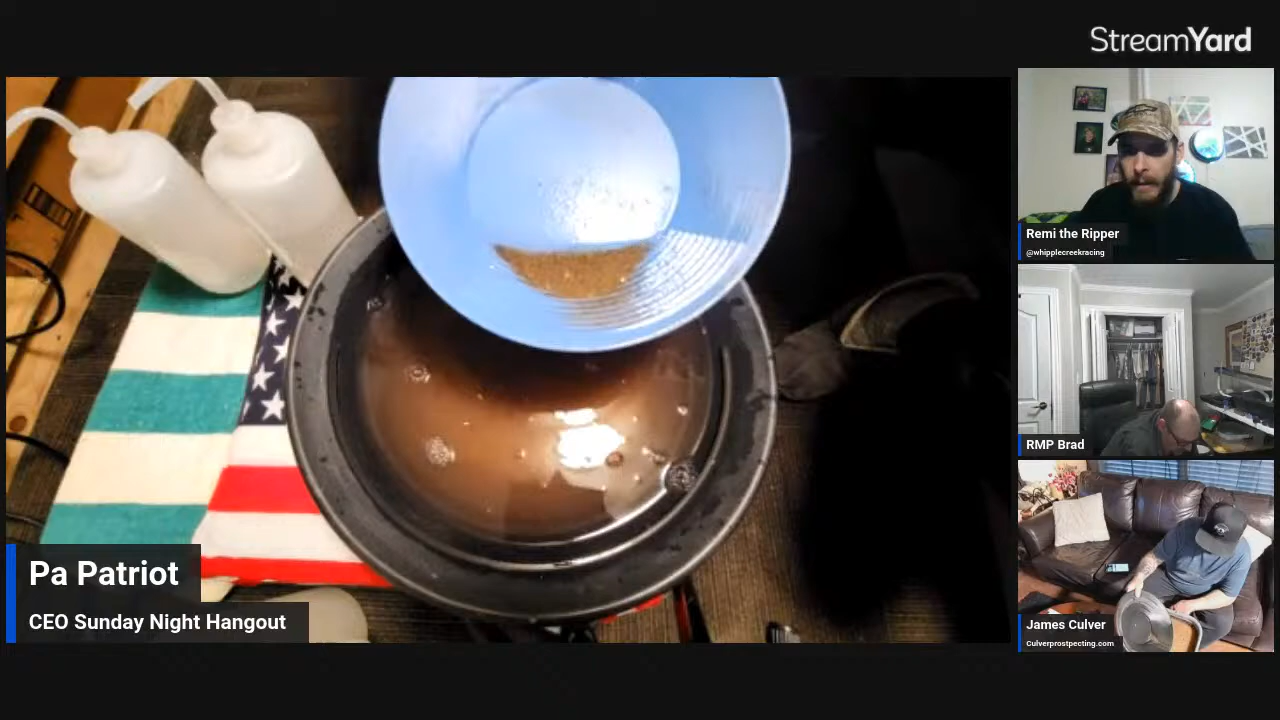 StreamYard
Remi the Ripper
@whipplecreekracing
RMP Brad
Pa Patriot
CEO Sunday Night Hangout
James Culver
Culverprostpecting.com